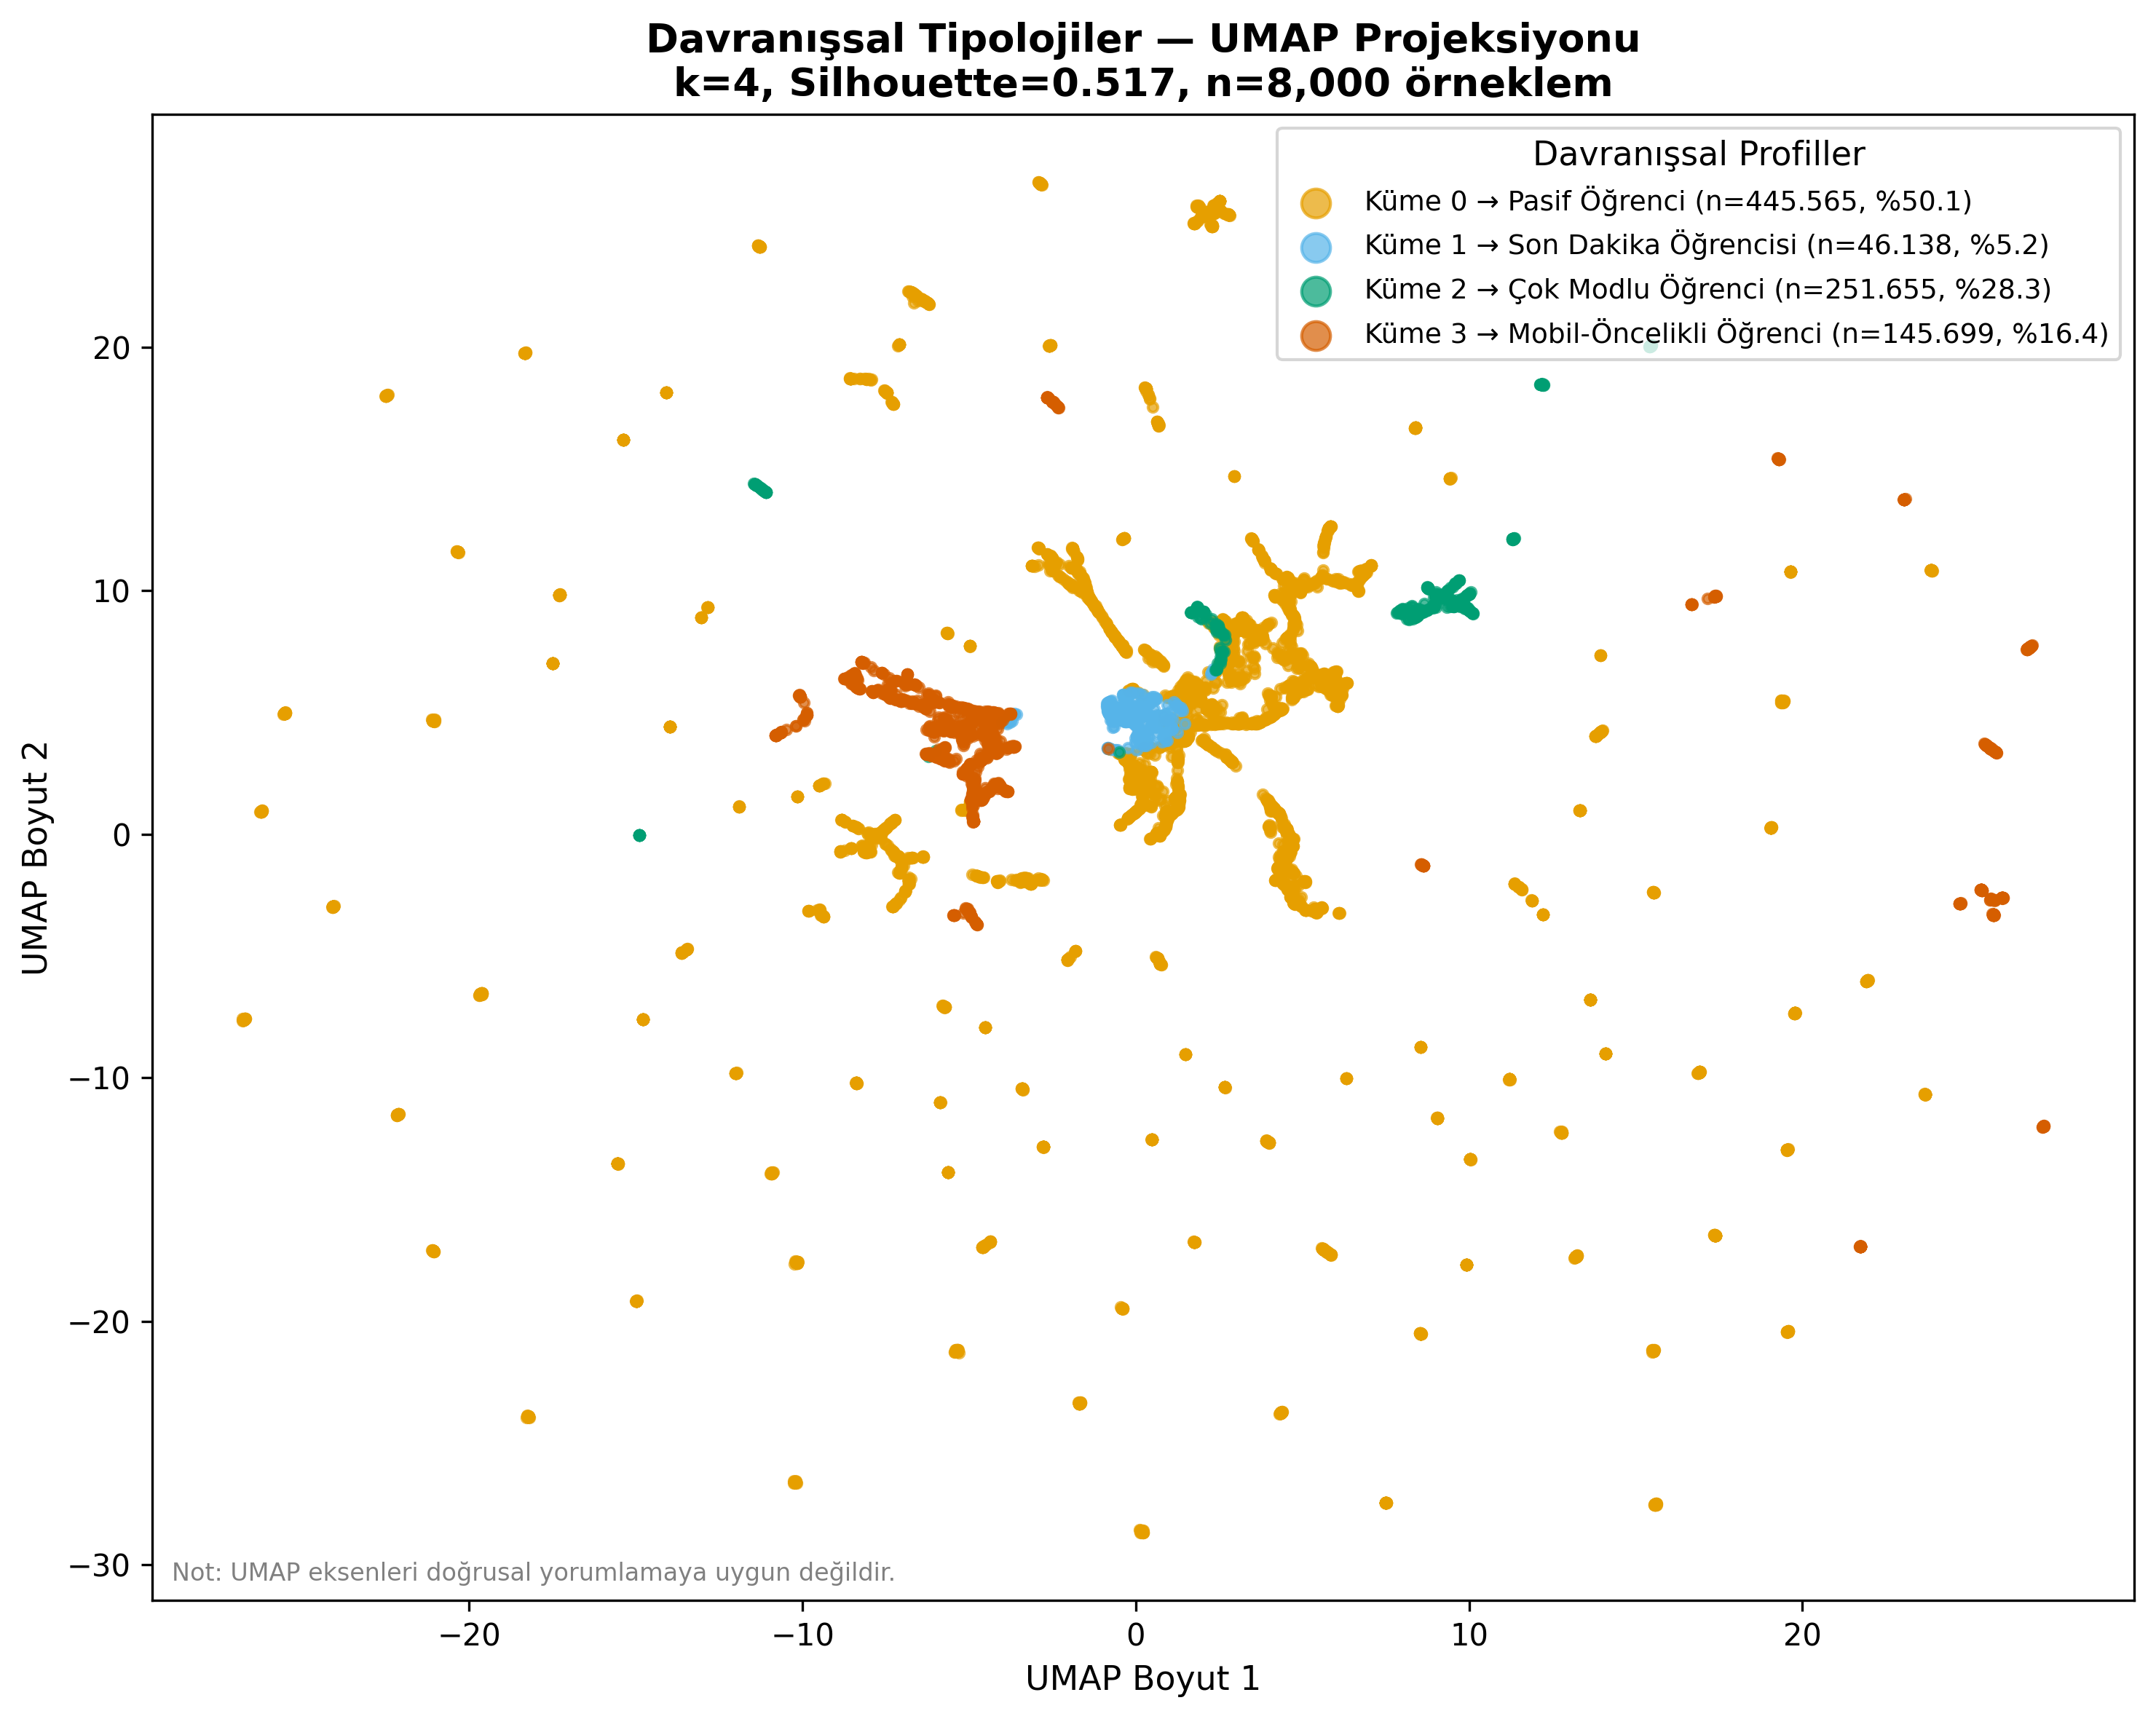 Davranışsal Tipolojiler — UMAP Projeksiyonu
k=4, Silhouette=0.517, n=8,000 örneklem
Davranışsal Profiller
Küme 0 → Pasif Öğrenci (n=445.565, %50.1)
Küme 1 → Son Dakika Öğrencisi (n=46.138, %5.2)
Küme 2 → Çok Modlu Öğrenci (n=251.655, %28.3)
Küme 3 → Mobil-Öncelikli Öğrenci (n=145.699, %16.4)
20
10
0
−10
−20
−30
UMAP Boyut 2
Not: UMAP eksenleri doğrusal yorumlamaya uygun değildir.
−20
−10
0
10
20
UMAP Boyut 1